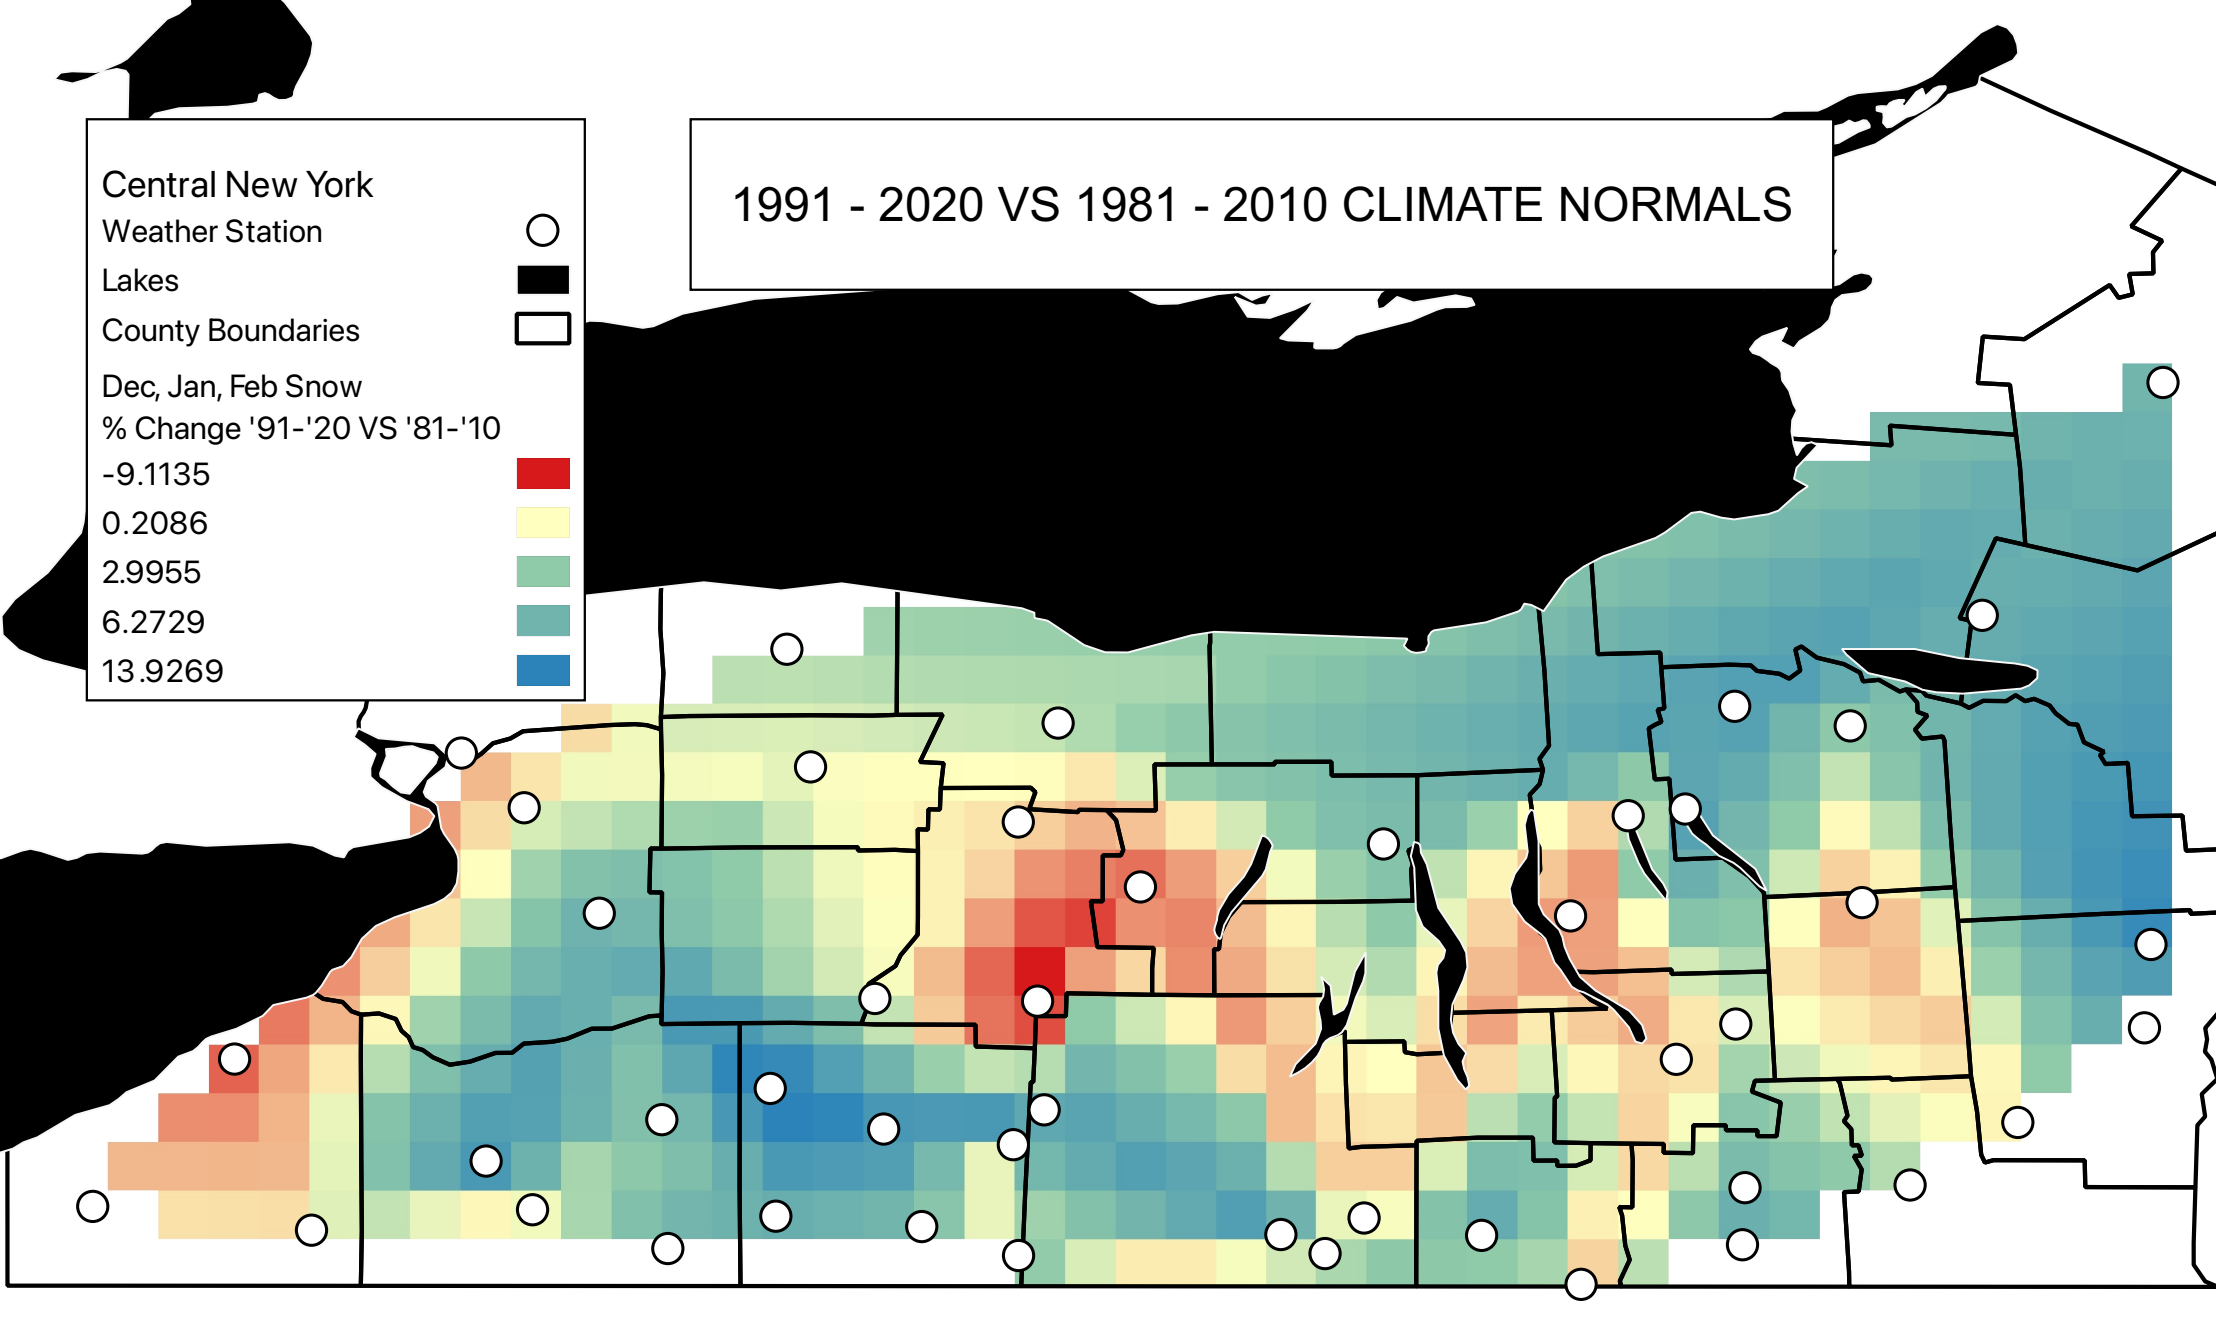 1991 - 2020 VS 1981 - 2010 CLIMATE NORMALS
Central New York
Weather Station
Lakes
County Boundaries
Dec, Jan, Feb Snow
% Change '91-'20 VS '81-'10
-9.1135
0.2086
2.9955
6.2729
13.9269